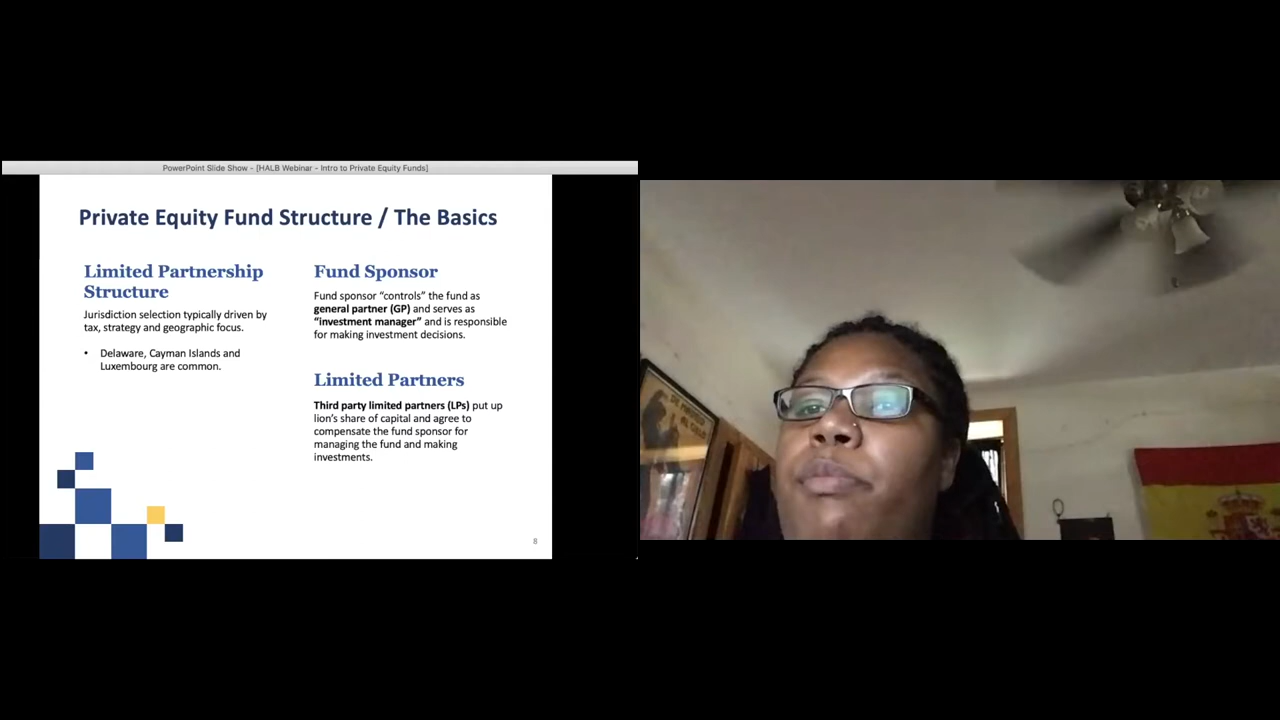 PowerPoint Slide Show - [HALB Webinar - Intro to Private Equity Funds]
Private Equity Fund Structure / The Basics
Limited Partnership
Structure
Jurisdiction selection typically driven by
tax, strategy and geographic focus.
• Delaware, Cayman Islands and
Luxembourg are common.
Fund Sponsor
Fund sponsor “controls” the fund as
general partner (GP) and serves as
“investment manager” and is responsible
for making investment decisions.
Limited Partners
Third party limited partners (LPs) put up
lion’s share of capital and agree to
compensate the fund sponsor for
managing the fund and making
investments.
8